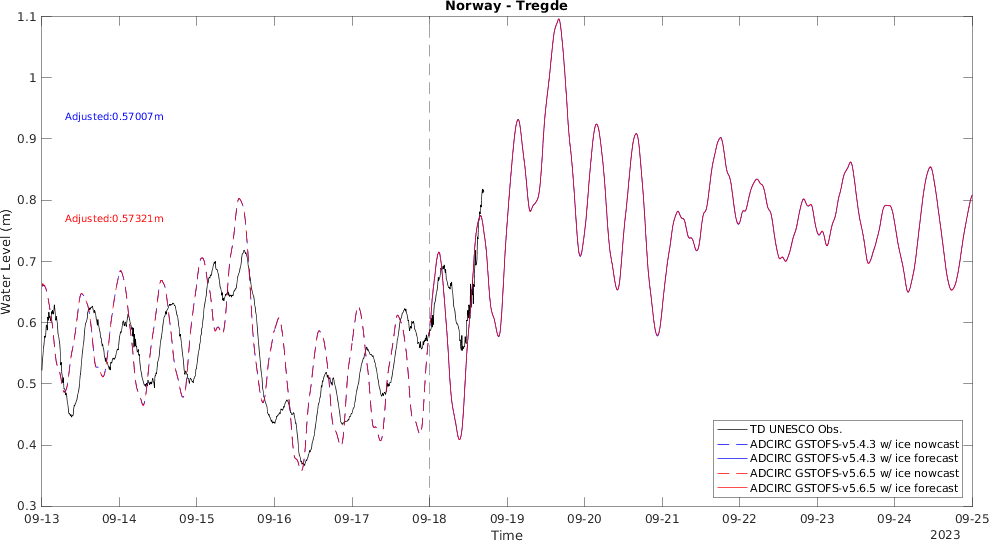 Norway - Tregde
1.1
1
0.9
0.8
0.7
0.6
0.5
0.4
0.3
Water Level (m)
Adjusted:0.57007m
Adjusted:0.57321m
TD UNESCO Obs.
ADCIRC GSTOFS-v5.4.3 w/ ice nowcast
ADCIRC GSTOFS-v5.4.3 w/ ice forecast
ADCIRC GSTOFS-v5.6.5 w/ ice nowcast
ADCIRC GSTOFS-v5.6.5 w/ ice forecast
09-13 09-14 09-15 09-16 09-17 09-18 09-19 09-20 09-21 09-22 09-23 09-24 09-25
Time
2023